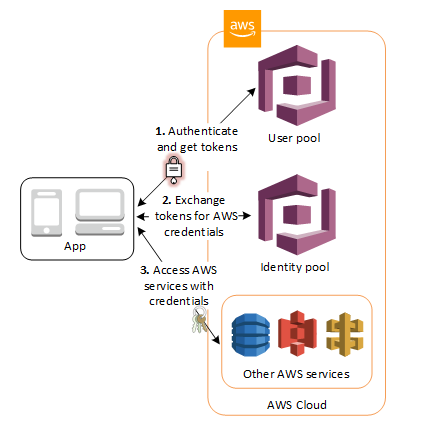 aws
1. Authenticate
and get tokens
User pool
2. Exchange
tokens for AWS
credentials
App
Identity pool
3. Access AWS
services with
credentials
Other AWS services
AWS Cloud